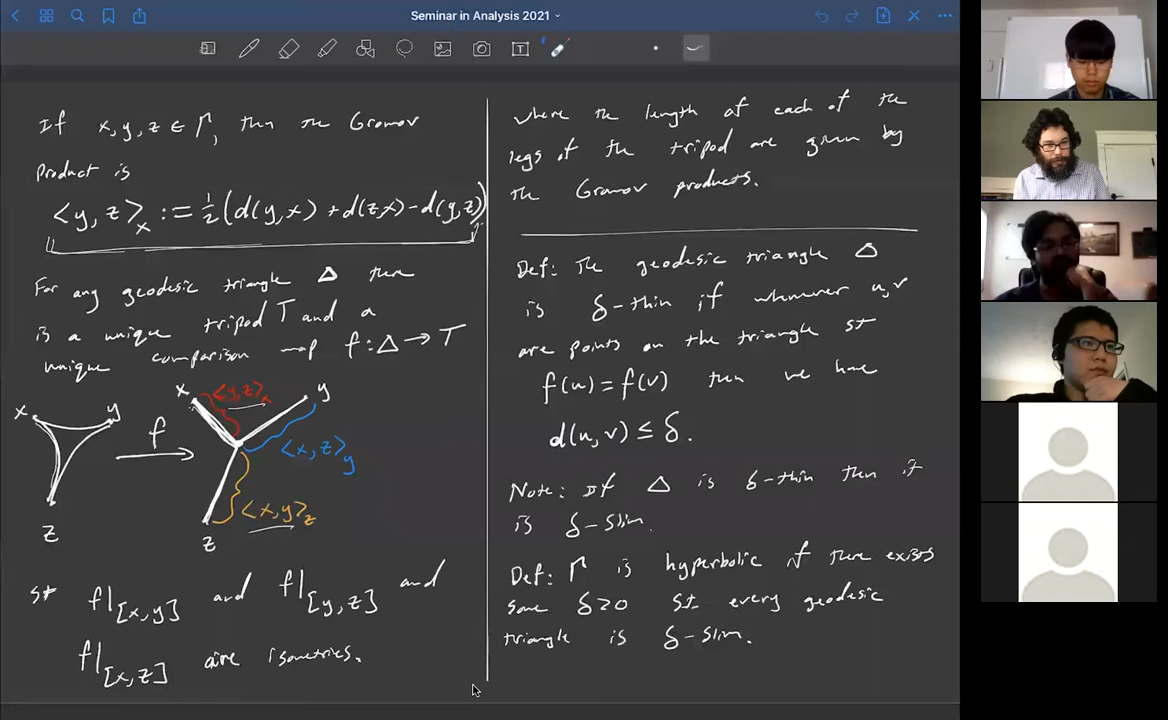 Seminar in Analysis 2021
If x, y, z ∈ Γ, then the Gromov
Product is
<y, z>_x := 1/2 (d(y,x) + d(z,x) - d(y,z))
For any geodesic triangle Δ there
is a unique tripod T and a
unique comparison map f: Δ → T
x y z
f
x y z
<y, z>_x
<x, z>_y
<x, y>_z
st f|_[x,y] and f|_[y,z] and
f|_[x,z] are isometries.
where the length of each of the
legs of the tripod are given by
the Gromov products.
Def: The geodesic triangle Δ
is δ-thin if whenever u,v
are points on the triangle st
f(u) = f(v) then we have
d(u, v) ≤ δ.
Note: If Δ is δ-thin then it
is δ-slim.
Def: Γ is hyperbolic if there exists
some δ≥0 st. every geodesic
triangle is δ-slim.